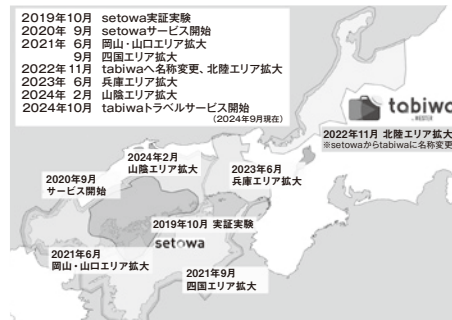 2019年10月 setowa実証実験
2020年 9月 setowaサービス開始
2021年 6月 岡山・山口エリア拡大
9月 四国エリア拡大
2022年11月 tabiwaへ名称変更、北陸エリア拡大
2023年 6月 兵庫エリア拡大
2024年 2月 山陰エリア拡大
2024年10月 tabiwaトラベルサービス開始
(2024年9月現在)
tabiwa
2022年11月 北陸エリア拡大
※setowaからtabiwaに名称変更
2024年2月
山陰エリア拡大
2023年6月
兵庫エリア拡大
2020年9月
サービス開始
2019年10月 実証実験
setowa
2021年6月
岡山・山口エリア拡大
2021年9月
四国エリア拡大